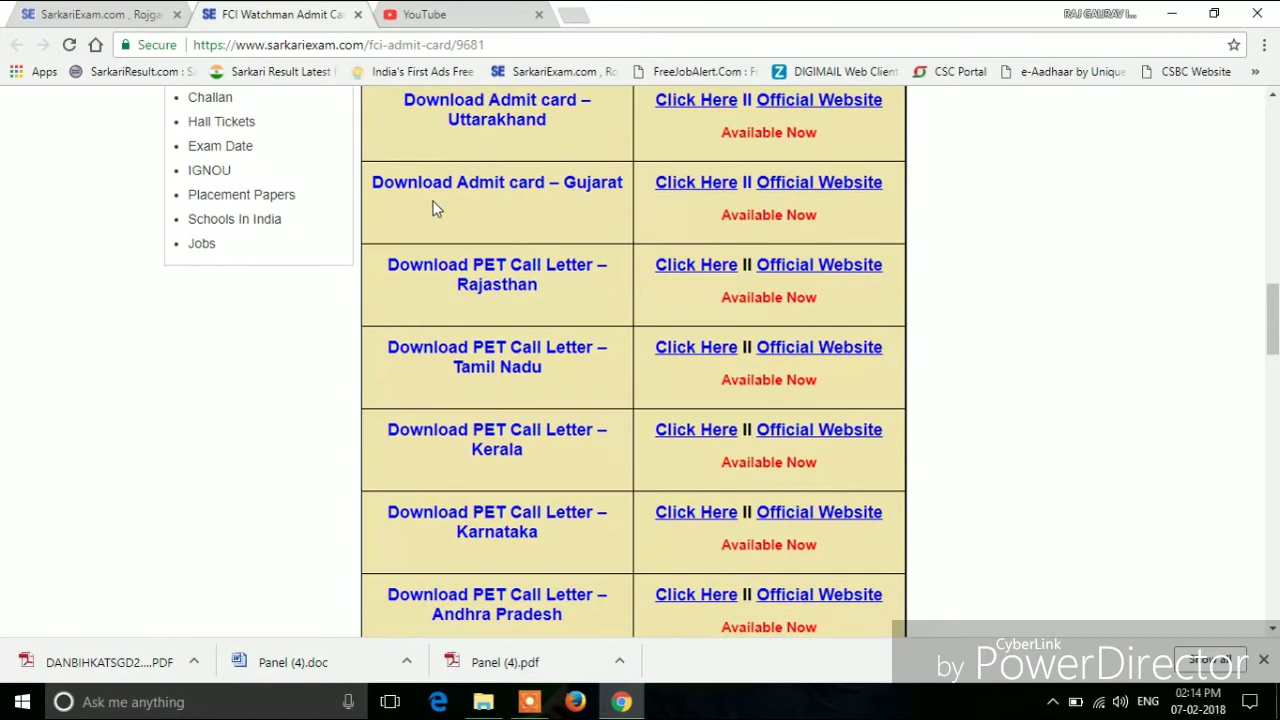 SarkariExam.com , Rojga
FCI Watchman Admit Ca
YouTube
RAJ GAURAV I...
Secure
https://www.sarkariexam.com/fci-admit-card/9681
Apps
SarkariResult.com : S
Sarkari Result Latest F
India's First Ads Free
SarkariExam.com , Ro
FreeJobAlert.Com : F
DIGIMAIL Web Client
CSC Portal
e-Aadhaar by Unique
CSBC Website
Challan
Hall Tickets
Exam Date
IGNOU
Placement Papers
Schools In India
Jobs
Download Admit card –
Uttarakhand
Click Here II Official Website
Available Now
Download Admit card – Gujarat
Click Here II Official Website
Available Now
Download PET Call Letter –
Rajasthan
Click Here II Official Website
Available Now
Download PET Call Letter –
Tamil Nadu
Click Here II Official Website
Available Now
Download PET Call Letter –
Kerala
Click Here II Official Website
Available Now
Download PET Call Letter –
Karnataka
Click Here II Official Website
Available Now
Download PET Call Letter –
Andhra Pradesh
Click Here II Official Website
Available Now
DANBIHKATSGD2....PDF
Panel (4).doc
Panel (4).pdf
Show all
CyberLink
by PowerDirector
Ask me anything
ENG
02:14 PM
07-02-2018